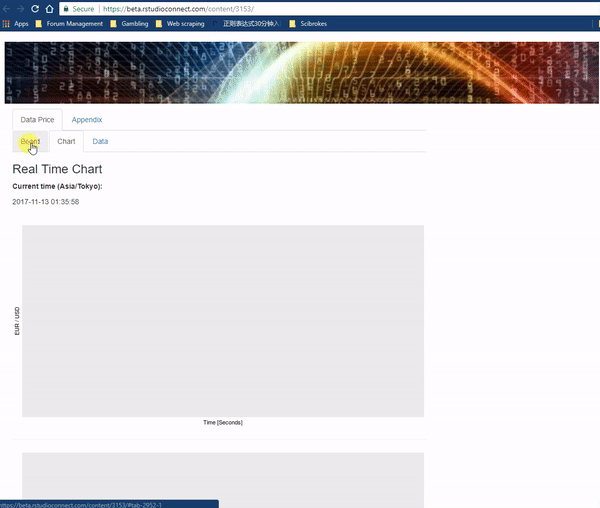 Secure https://beta.rstudioconnect.com/content/3153/
Apps Forum Management Gambling Web scraping 正则表达式30分钟入 Scibrokes
Data Price Appendix
Board Chart Data
Real Time Chart
Current time (Asia/Tokyo):
2017-11-13 01:35:58
EUR / USD
Time [Seconds]
https://beta.rstudioconnect.com/content/3153/#tab-2952-1